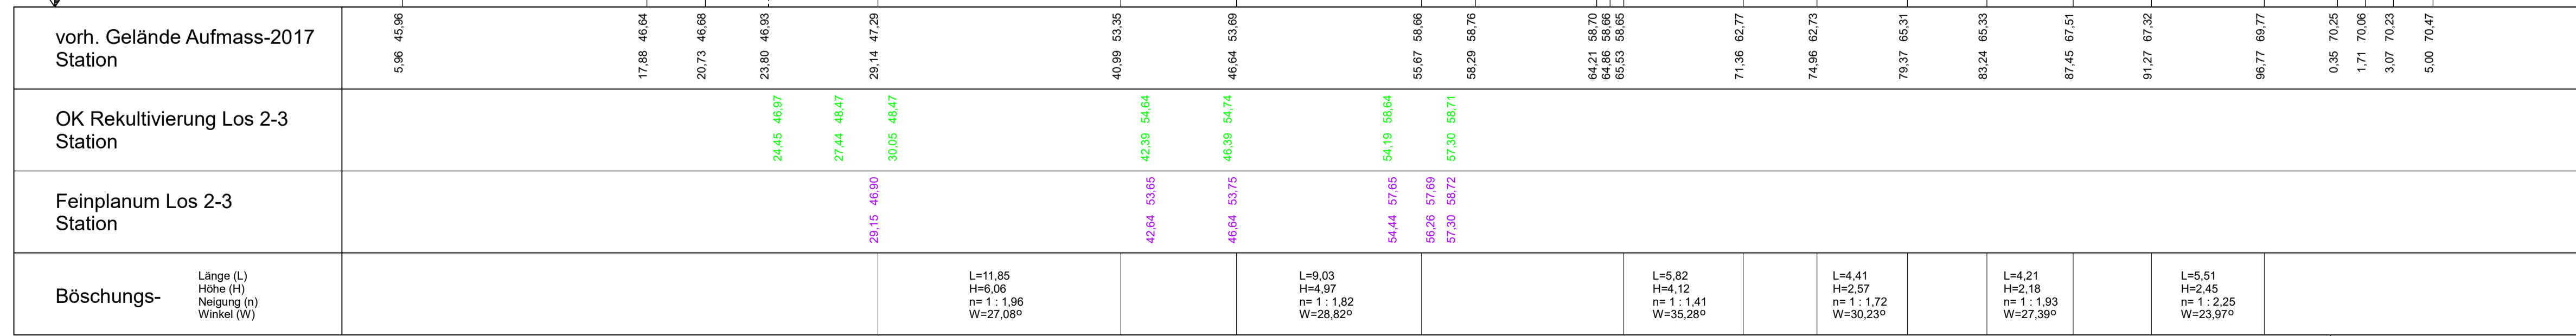 vorh. Gelände Aufmass-2017
Station
45,96 46,64 46,68 46,93 47,29 53,35 53,69 58,66 58,76 58,70 58,66 58,65 62,77 62,73 65,31 65,33 67,51 67,32 69,77 70,25 70,06 70,23 70,47
5,96 17,88 20,73 23,80 29,14 40,99 46,64 55,67 58,29 64,21 64,86 65,53 71,36 74,96 79,37 83,24 87,45 91,27 96,77 0,35 1,71 3,07 5,00
OK Rekultivierung Los 2-3
Station
46,97 48,47 48,47 54,64 54,74 58,64 58,71
24,45 27,44 30,05 42,39 46,39 54,19 57,30
Feinplanum Los 2-3
Station
46,90 53,65 53,75 57,65 57,69 58,72
29,15 42,64 46,64 54,44 56,26 57,30
Böschungs-
Länge (L)
Höhe (H)
Neigung (n)
Winkel (W)
L=11,85
H=6,06
n= 1 : 1,96
W=27,08º
L=9,03
H=4,97
n= 1 : 1,82
W=28,82º
L=5,82
H=4,12
n= 1 : 1,41
W=35,28º
L=4,41
H=2,57
n= 1 : 1,72
W=30,23º
L=4,21
H=2,18
n= 1 : 1,93
W=27,39º
L=5,51
H=2,45
n= 1 : 2,25
W=23,97º